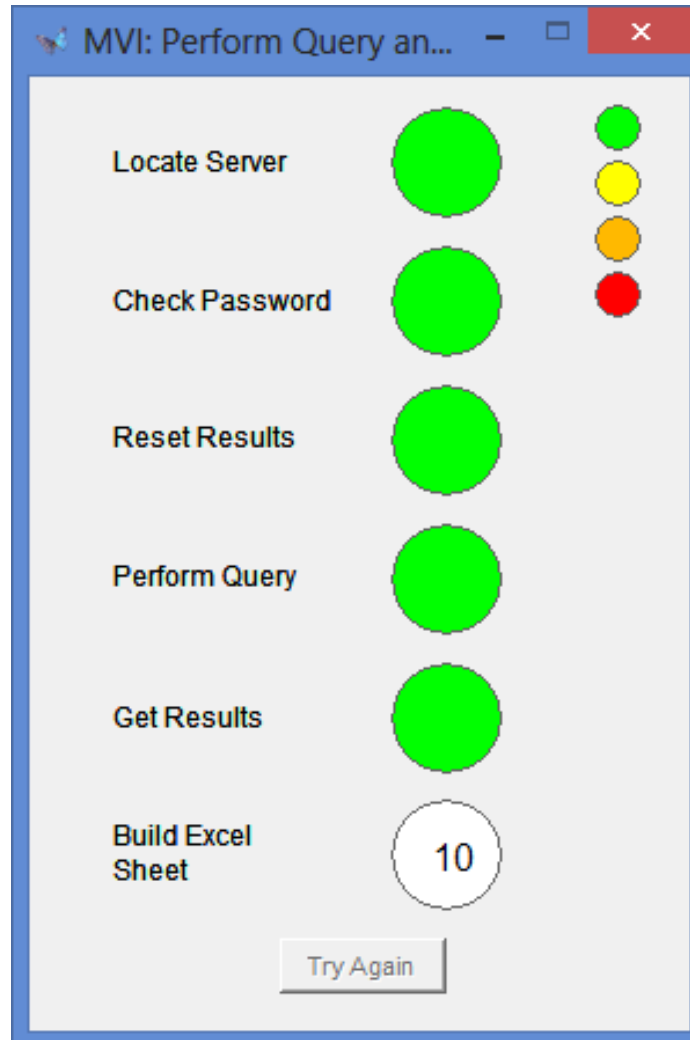 MVI: Perform Query an...
Locate Server
Check Password
Reset Results
Perform Query
Get Results
Build Excel
Sheet
10
Try Again